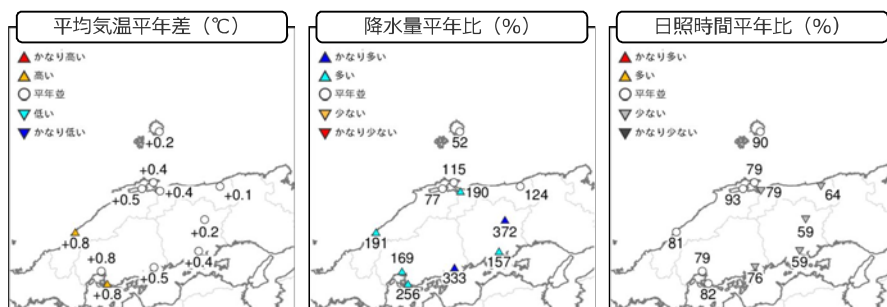 平均気温平年差（℃）
かなり高い
高い
平年並
低い
かなり低い
+0.2
+0.4
+0.5
+0.4
+0.1
+0.2
+0.8
+0.4
+0.8
+0.5
+0.8
降水量平年比（%）
かなり多い
多い
平年並
少ない
かなり少ない
52
115
77
190
124
372
191
157
169
333
256
日照時間平年比（%）
かなり多い
多い
平年並
少ない
かなり少ない
90
79
93
79
64
59
81
59
79
76
82